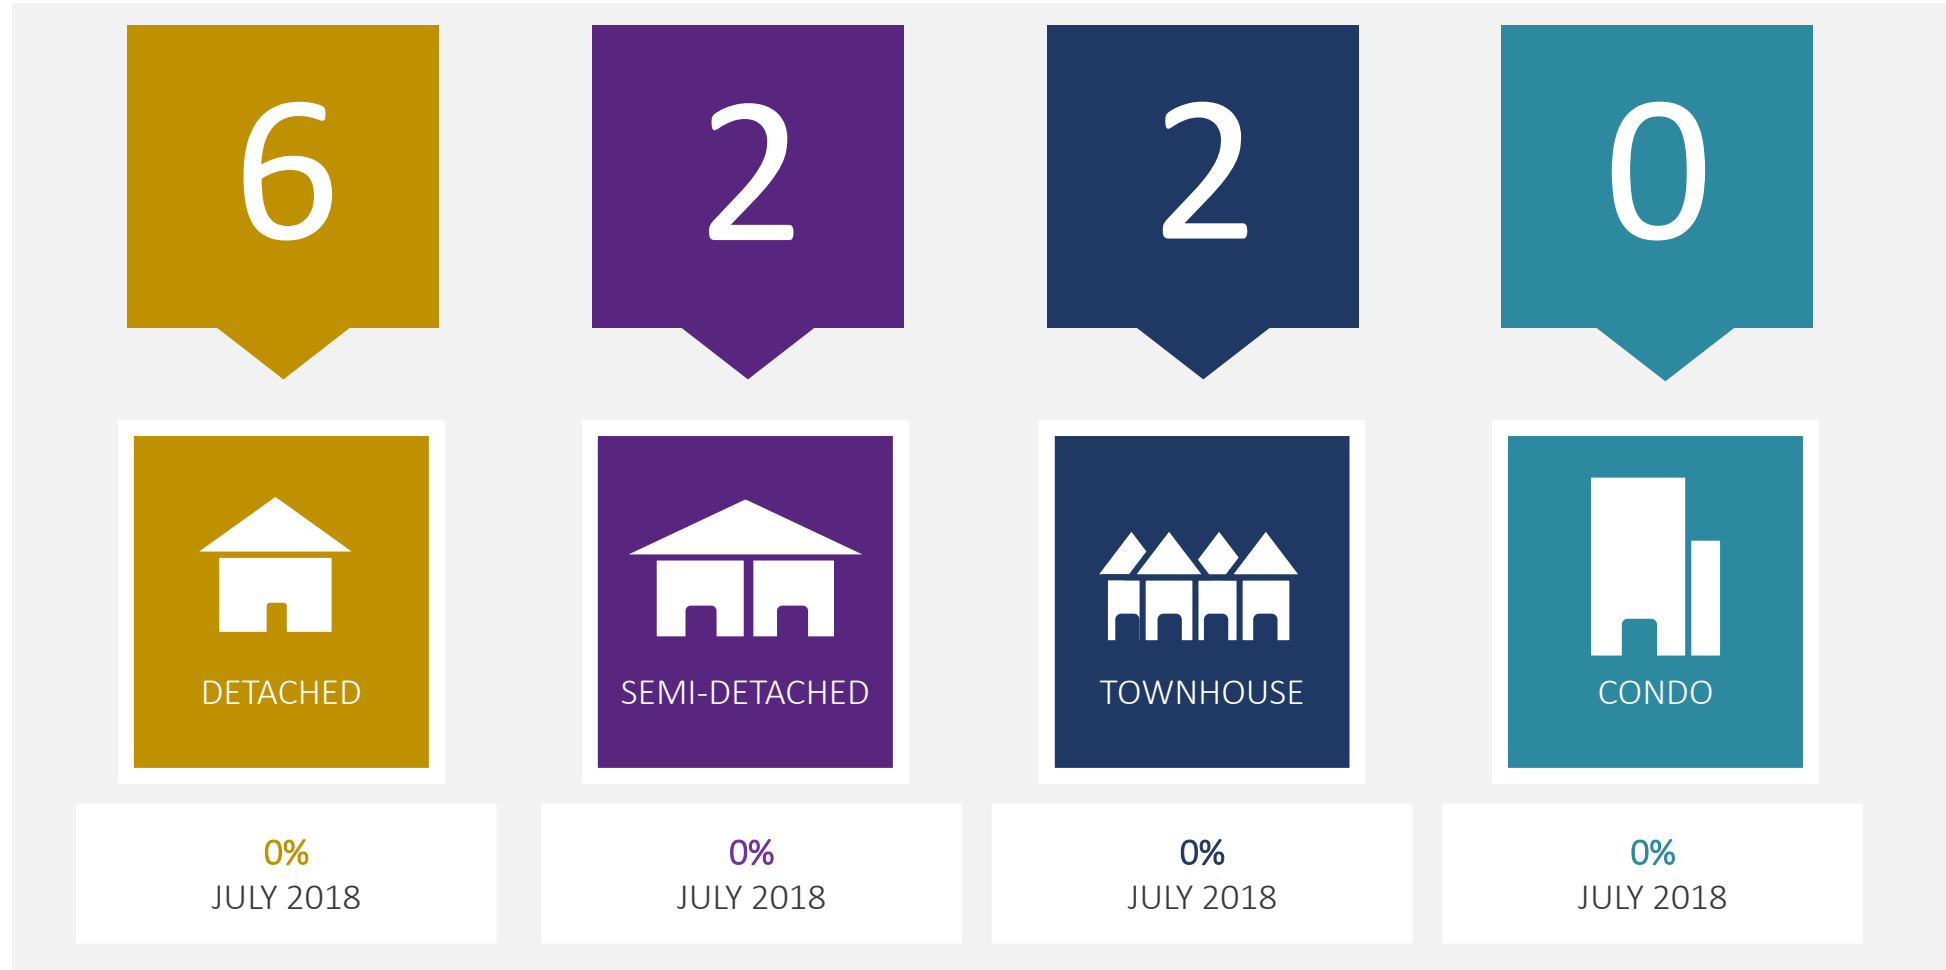 6
2
2
0
DETACHED
SEMI-DETACHED
TOWNHOUSE
CONDO
0%
JULY 2018
0%
JULY 2018
0%
JULY 2018
0%
JULY 2018